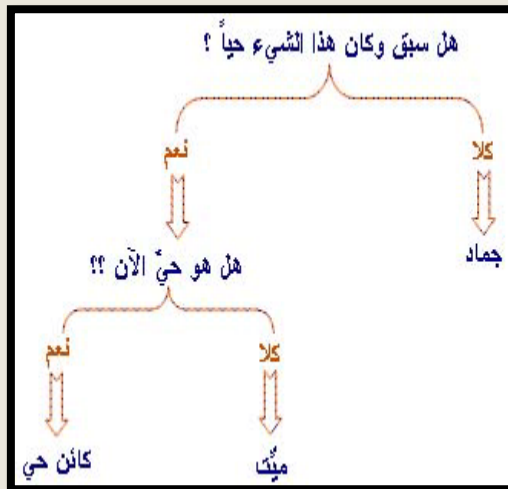 هل سبق وكان هذا الشيء حياً ؟
كلا
نعم
جماد
هل هو حيّ الآن ؟؟
كلا
نعم
ميِّت
كائن حي